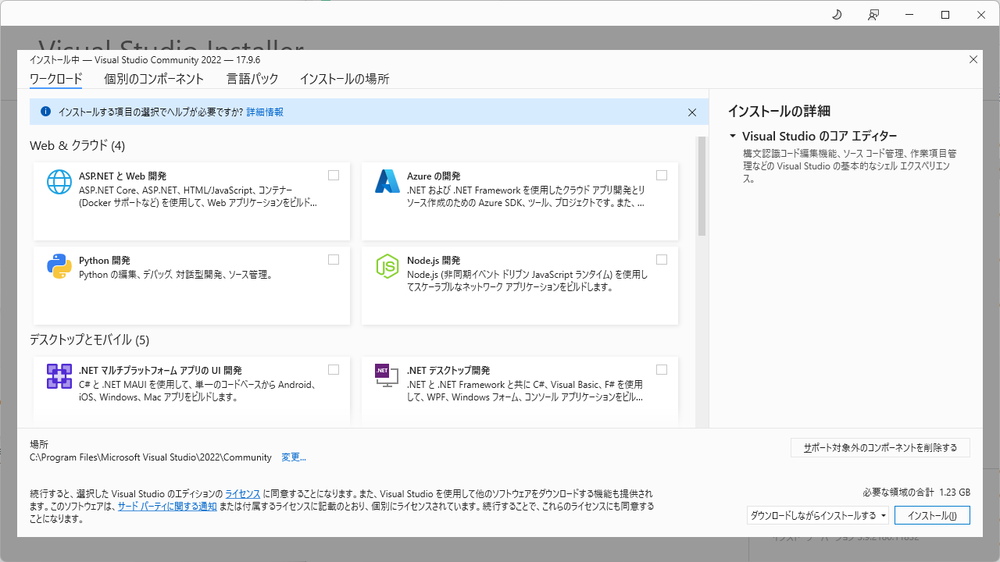 Visual Studio Installer
インストール中 — Visual Studio Community 2022 — 17.9.6
ワークロード 個別のコンポーネント 言語パック インストールの場所
インストールする項目の選択でヘルプが必要ですか? 詳細情報
Web & クラウド (4)
ASP.NET と Web 開発
ASP.NET Core、ASP.NET、HTML/JavaScript、コンテナー
(Docker サポートなど) を使用して、Web アプリケーションをビルド...
Azure の開発
.NET および .NET Framework を使用したクラウド アプリ開発とリ
ソース作成のための Azure SDK、ツール、プロジェクトです。また、...
Python 開発
Python の編集、デバッグ、対話型開発、ソース管理。
Node.js 開発
Node.js (非同期イベント ドリブン JavaScript ランタイム) を使用し
てスケーラブルなネットワーク アプリケーションをビルドします。
デスクトップとモバイル (5)
.NET マルチプラットフォーム アプリの UI 開発
C# と .NET MAUI を使用して、単一のコードベースから Android、
iOS、Windows、Mac アプリをビルドします。
.NET
.NET デスクトップ開発
.NET と .NET Framework と共に C#、Visual Basic、F# を使用
して、WPF、Windows フォーム、コンソール アプリケーションをビル...
インストールの詳細
Visual Studio のコア エディター
構文認識コード編集機能、ソース コード管理、作業項目管
理などの Visual Studio の基本的なシェル エクスペリエン
ス。
場所
C:\Program Files\Microsoft Visual Studio\2022\Community 変更...
サポート対象外のコンポーネントを削除する
続行すると、選択した Visual Studio のエディションの ライセンス に同意することになります。また、Visual Studio を使用して他のソフトウェアをダウンロードする機能も提供されま
す。このソフトウェアは、サード パーティに関する通知 または付属するライセンスに記載のとおり、個別にライセンスされています。続行することで、これらのライセンスにも同意する
ことになります。
必要な領域の合計 1.23 GB
ダウンロードしながらインストールする インストール(I)